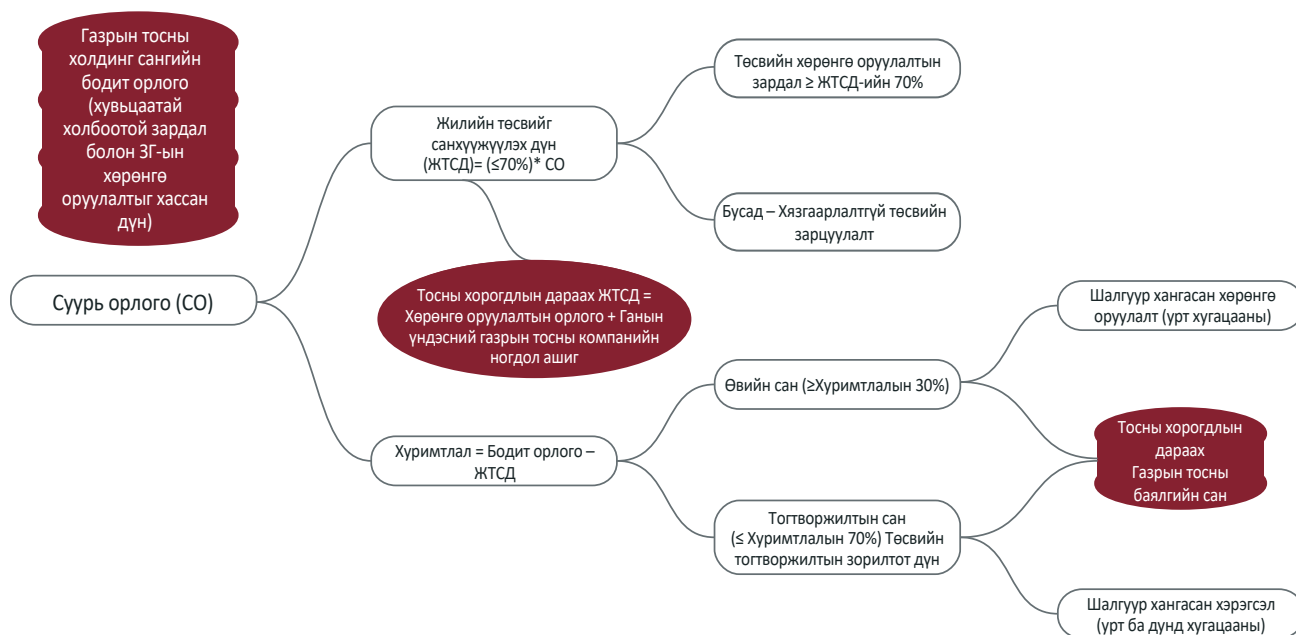 Газрын тосны
холдинг сангийн
бодит орлого
(хувьцаатай
холбоотой зардал
болон ЗГ-ын
хөрөнгө
оруулалтыг хассан
дүн)
Суурь орлого (СО)
Жилийн төсвийг
санхүүжүүлэх дүн
(ЖТСД)= (≤70%)* СО
Төсвийн хөрөнгө оруулалтын
зардал ≥ ЖТСД-ийн 70%
Бусад – Хязгаарлалтгүй төсвийн
зарцуулалт
Тосны хорогдлын дараах ЖТСД =
Хөрөнгө оруулалтын орлого + Ганын
үндэсний газрын тосны компанийн
ногдол ашиг
Хуримтлал = Бодит орлого –
ЖТСД
Өвийн сан (≥Хуримтлалын 30%)
Тогтворжилтын сан
(≤ Хуримтлалын 70%) Төсвийн
тогтворжилтын зорилтот дүн
Шалгуур хангасан хөрөнгө
оруулалт (урт хугацааны)
Тосны хорогдлын
дараах
Газрын тосны
баялгийн сан
Шалгуур хангасан хэрэгсэл
(урт ба дунд хугацааны)